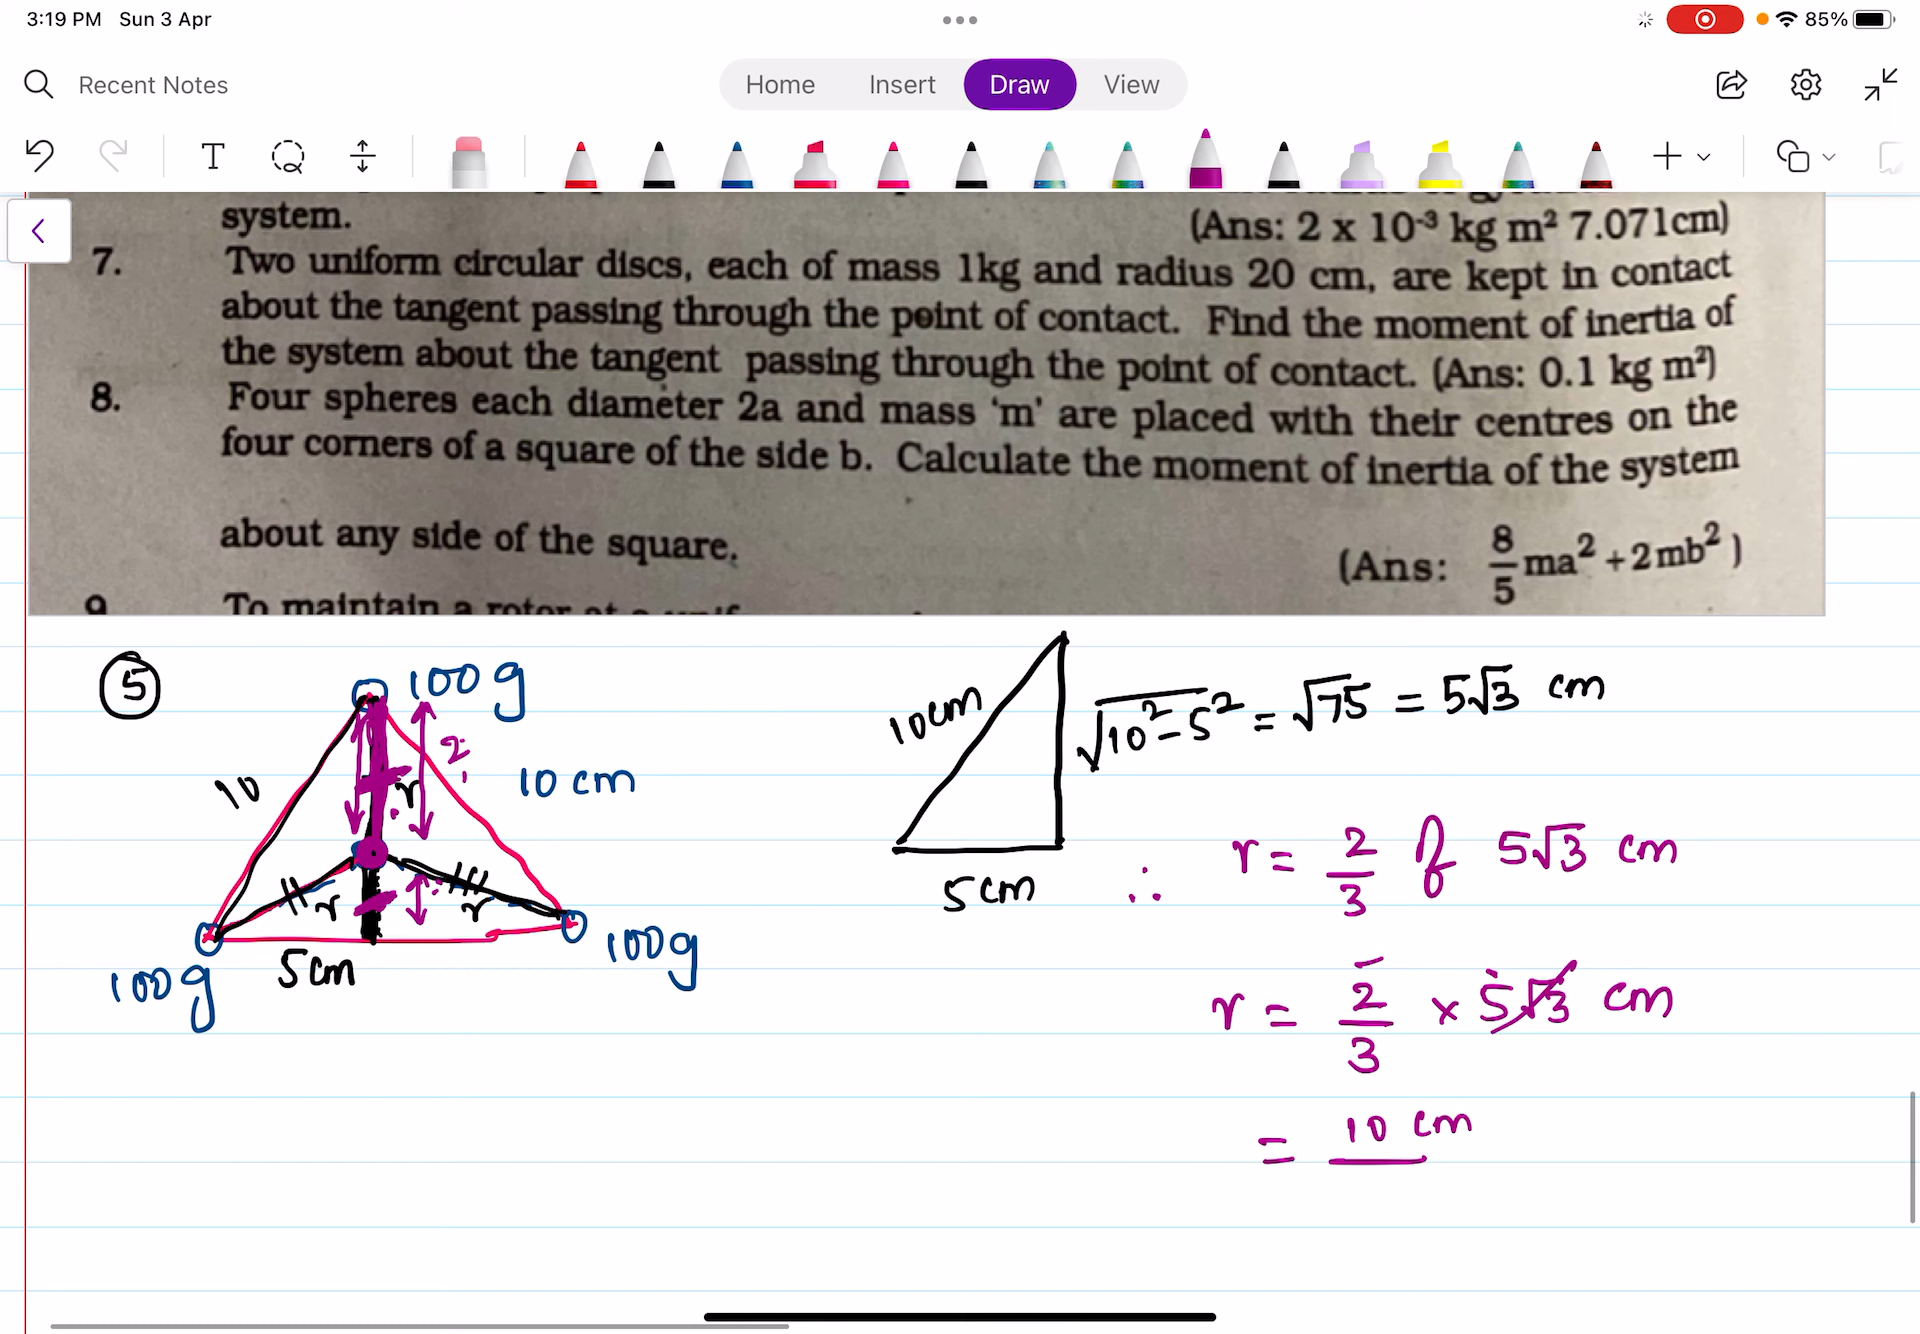 3:19 PM Sun 3 Apr
85%
Recent Notes
Home Insert Draw View
T
system. (Ans: 2 x 10⁻³ kg m² 7.071cm)
7. Two uniform circular discs, each of mass 1kg and radius 20 cm, are kept in contact
about the tangent passing through the point of contact. Find the moment of inertia of
the system about the tangent passing through the point of contact. (Ans: 0.1 kg m²)
8. Four spheres each diameter 2a and mass 'm' are placed with their centres on the
four corners of a square of the side b. Calculate the moment of inertia of the system
about any side of the square. (Ans: 8/5 ma² + 2mb²)
9 To maintain a rotor at a
5
100g
10
2
r
10 cm
r
r
100g
5cm
100g
10cm
√10² - 5² = √75 = 5√3 cm
5cm
∴ r = 2/3 of 5√3 cm
r = 2/3 x 5√3 cm
= 10 cm